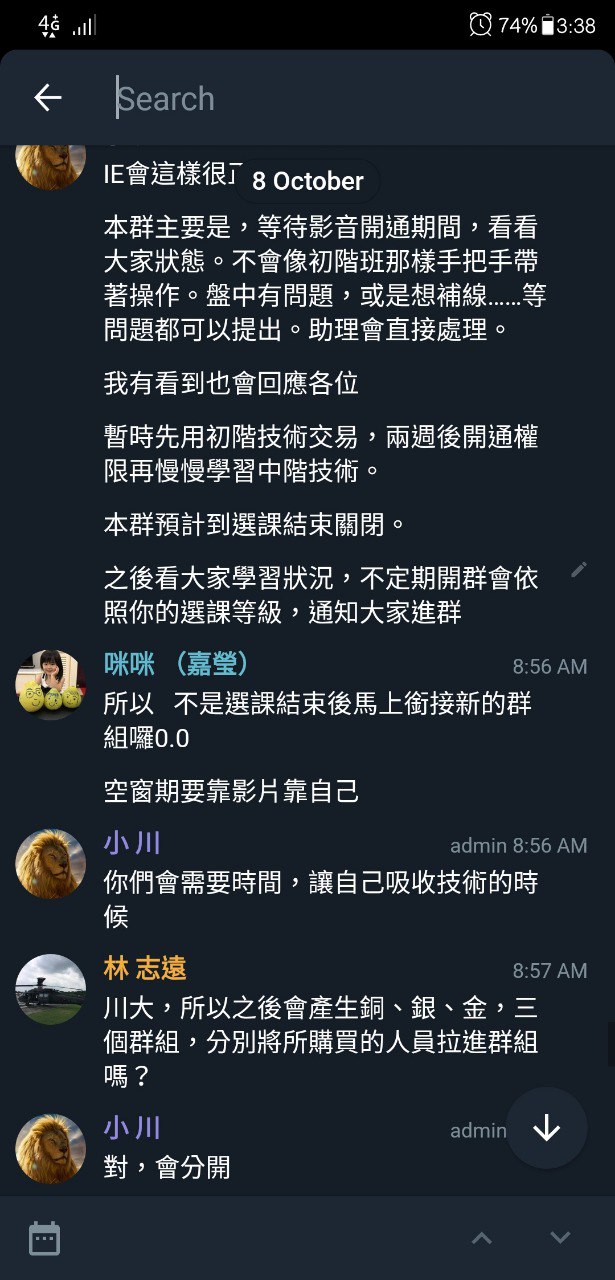 4G
74%
3:38
Search
IE會這樣很
8 October
本群主要是，等待影音開通期間，看看
大家狀態。不會像初階班那樣手把手帶
著操作。盤中有問題，或是想補線......等
問題都可以提出。助理會直接處理。
我有看到也會回應各位
暫時先用初階技術交易，兩週後開通權
限再慢慢學習中階技術。
本群預計到選課結束關閉。
之後看大家學習狀況，不定期開群會依
照你的選課等級，通知大家進群
咪咪 （嘉瑩）
8:56 AM
所以 不是選課結束後馬上銜接新的群
組囉0.0
空窗期要靠影片靠自己
小 川
admin 8:56 AM
你們會需要時間，讓自己吸收技術的時
候
林 志遠
8:57 AM
川大，所以之後會產生銅、銀、金，三
個群組，分別將所購買的人員拉進群組
嗎？
小 川
admin
對，會分開